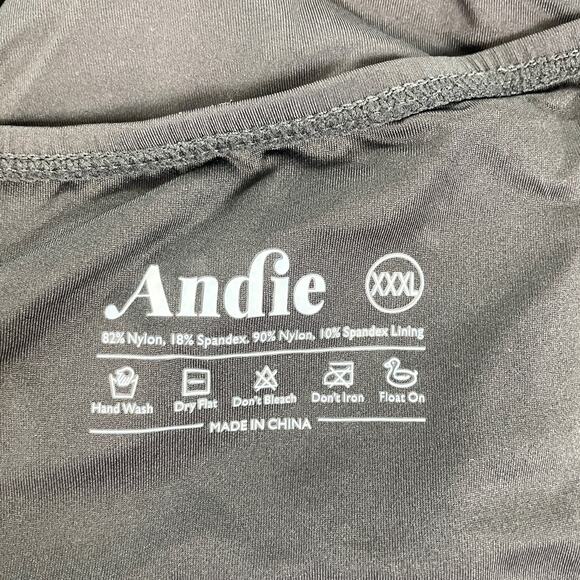 Andie XXXL
82% Nylon, 18% Spandex. 90% Nylon, 10% Spandex Lining
Hand Wash Dry Flat Don't Bleach Don't Iron Float On
MADE IN CHINA